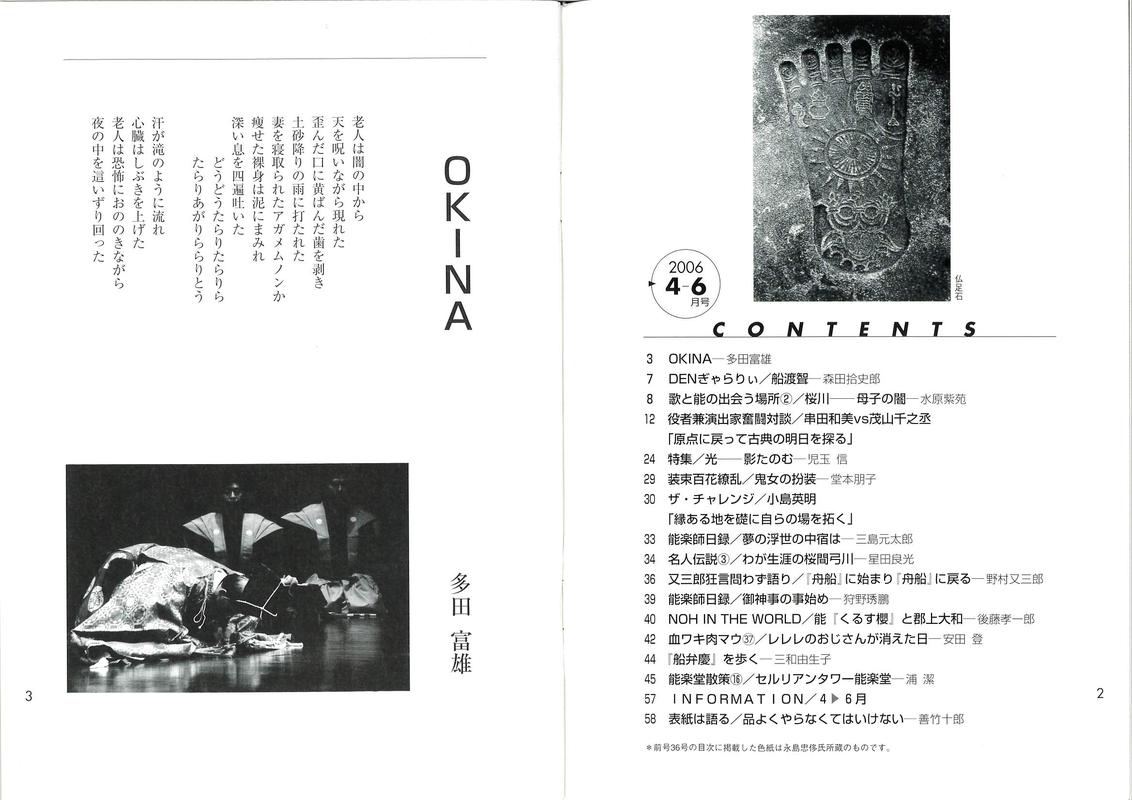 仏足石
2006
4-6
月号
CONTENTS
3 OKINA─多田富雄
7 DENぎゃらりぃ／船渡聟─森田拾史郎
8 歌と能の出会う場所②／桜川──母子の闇─水原紫苑
12 役者兼演出家奮闘対談／串田和美vs茂山千之丞
「原点に戻って古典の明日を探る」
24 特集／光──影たのむ─児玉 信
29 装束百花繚乱／鬼女の扮装─堂本朋子
30 ザ・チャレンジ／小島英明
「縁ある地を礎に自らの場を拓く」
33 能楽師日録／夢の浮世の中宿は─三島元太郎
34 名人伝説③／わが生涯の桜間弓川─星田良光
36 又三郎狂言問わず語り／『舟船』に始まり『舟船』に戻る─野村又三郎
39 能楽師日録／御神事の事始め─狩野琇鵬
40 NOH IN THE WORLD／能『くるす櫻』と郡上大和─後藤孝一郎
42 血ワキ肉マウ㊲／レレレのおじさんが消えた日─安田 登
44 『船弁慶』を歩く─三和由生子
45 能楽堂散策⑯／セルリアンタワー能楽堂─浦 潔
57 INFORMATION／4▶6月
58 表紙は語る／品よくやらなくてはいけない─善竹十郎
＊前号36号の目次に掲載した色紙は永島忠侈氏所蔵のものです。
2
OKINA
多田 富雄
老人は闇の中から
天を呪いながら現れた
歪んだ口に黄ばんだ歯を剥き
土砂降りの雨に打たれた
妻を寝取られたアガメムノンか
痩せた裸身は泥にまみれ
深い息を四遍吐いた
どうどうたらりたらりら
たらりあがりららりとう
汗が滝のように流れ
心臓はしぶきを上げた
老人は恐怖におののきながら
夜の中を這いずり回った
3